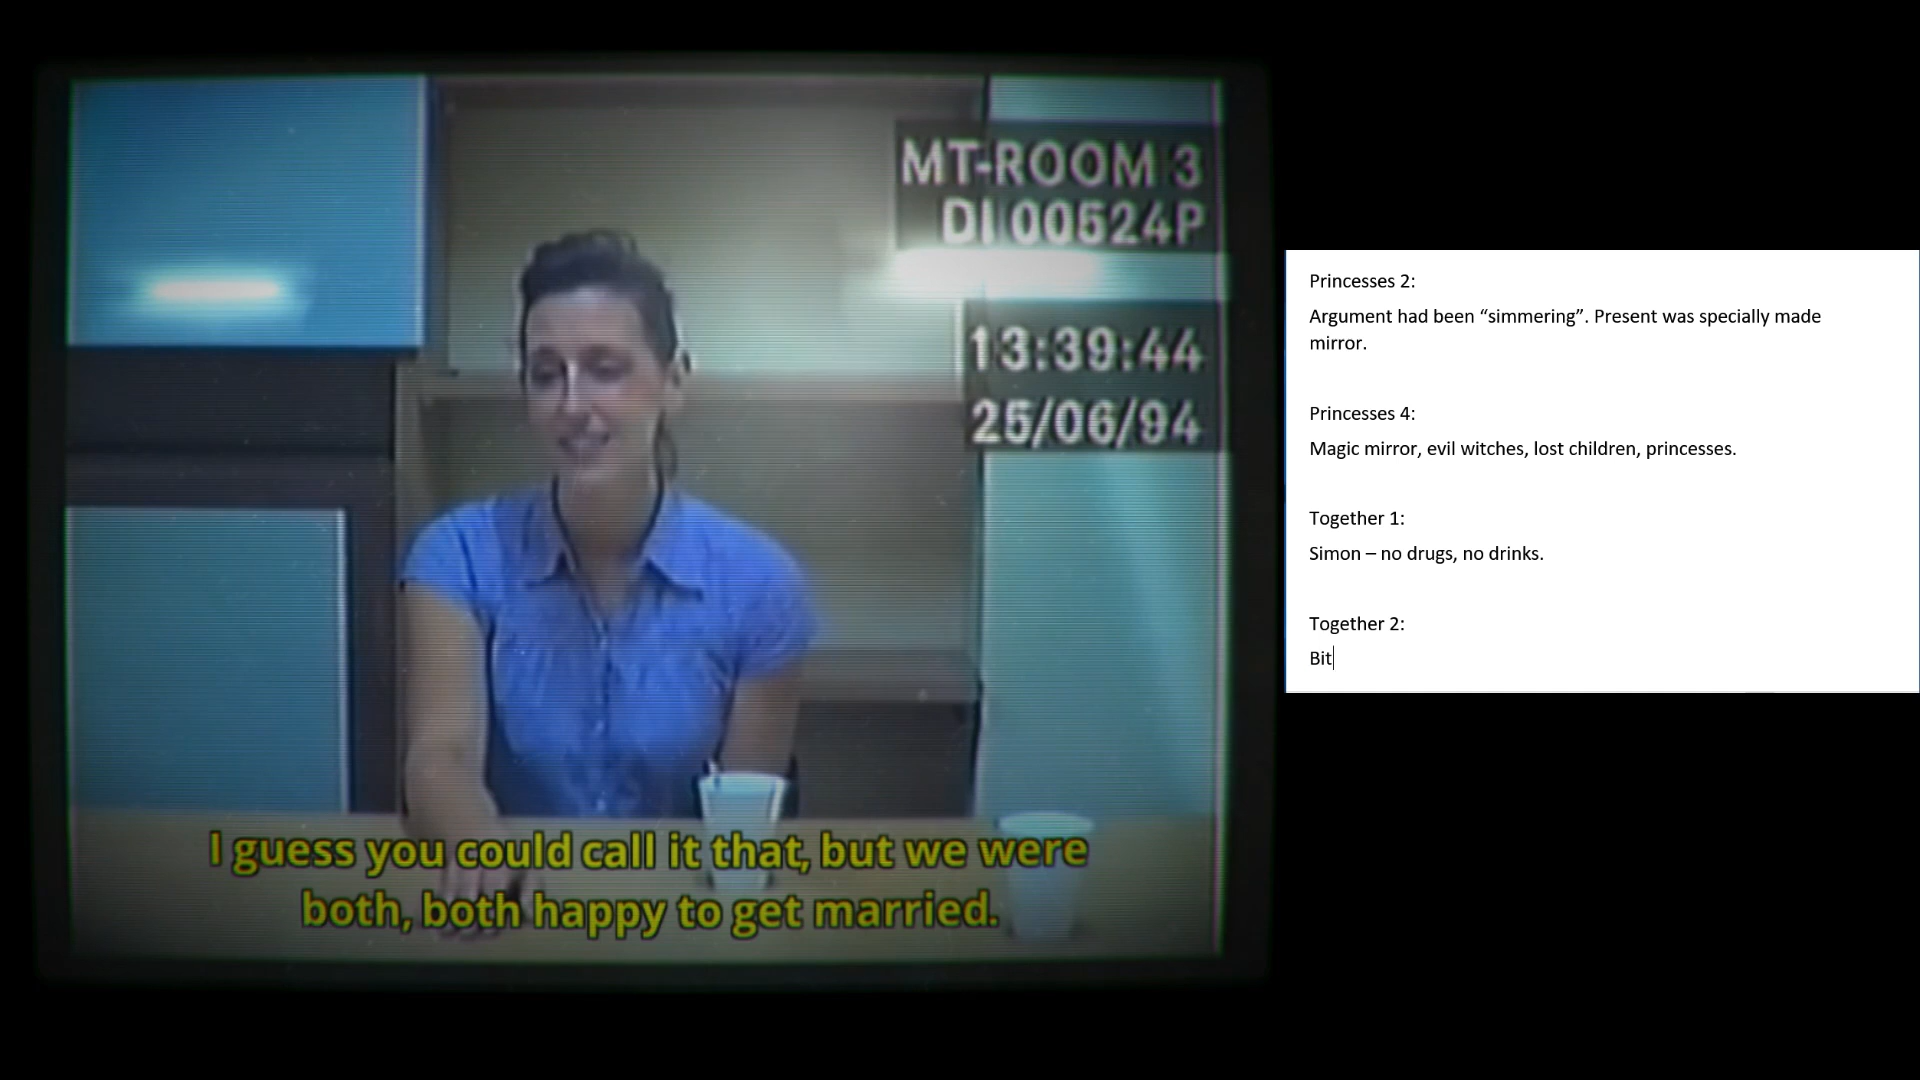 MT-ROOM 3
DI 00524P
13:39:44
25/06/94
I guess you could call it that, but we were
both, both happy to get married.
Princesses 2:
Argument had been “simmering”. Present was specially made
mirror.
Princesses 4:
Magic mirror, evil witches, lost children, princesses.
Together 1:
Simon – no drugs, no drinks.
Together 2:
Bit